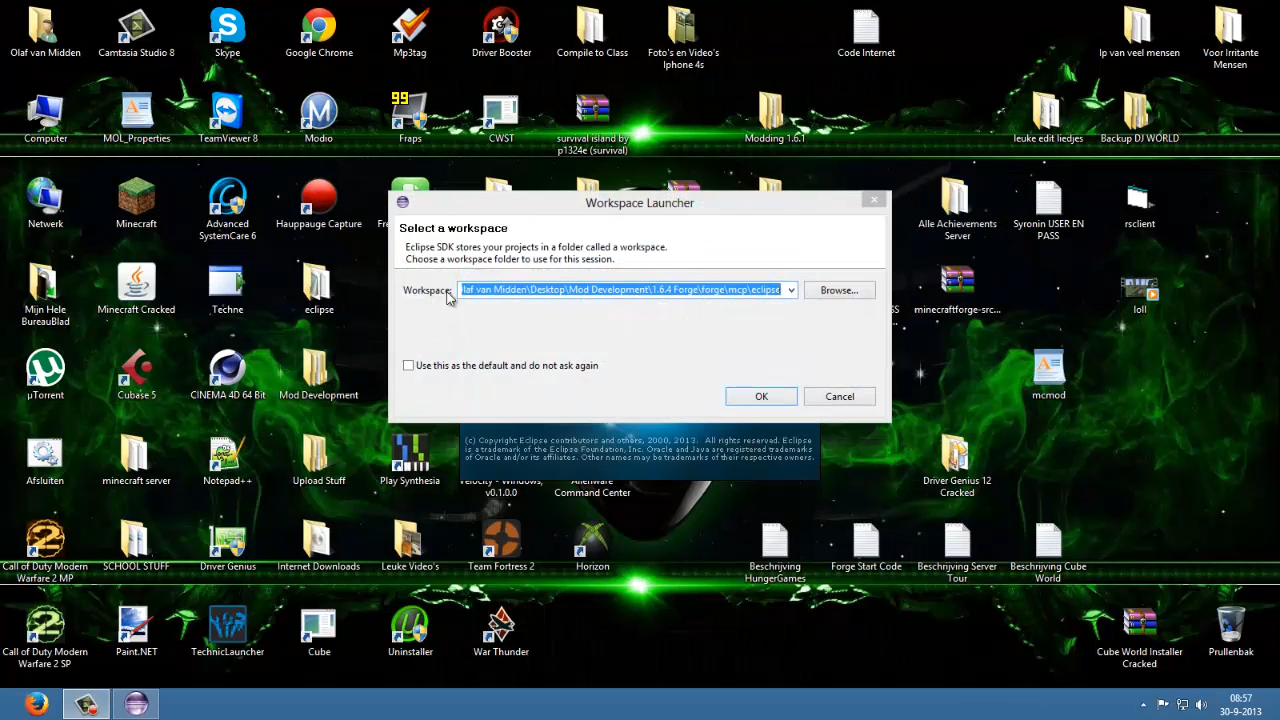 Olaf van Midden
Camtasia Studio 8
Skype
Google Chrome
Mp3tag
Driver Booster
Compile to Class
Foto's en Video's
Iphone 4s
Code Internet
Ip van veel mensen
Voor Irritante
Mensen
99
Computer
MOL_Properties
TeamViewer 8
Modio
Fraps
CWST
survival island by
p1324e (survival)
Modding 1.6.1
leuke edit liedjes
Backup DJ WORLD
Netwerk
Minecraft
Advanced
SystemCare 6
Hauppauge Capture
Alle Achievements
Server
Syronin USER EN
PASS
rsclient
Workspace Launcher
Select a workspace
Eclipse SDK stores your projects in a folder called a workspace.
Choose a workspace folder to use for this session.
Workspace:
laf van Midden\Desktop\Mod Development\1.6.4 Forge\forge\mcp\eclipse
Browse...
Use this as the default and do not ask again
OK
Cancel
Mijn Hele
BureauBlad
Minecraft Cracked
Techne
eclipse
minecraftforge-src...
loll
µTorrent
Cubase 5
CINEMA 4D 64 Bit
Mod Development
mcmod
(c) Copyright Eclipse contributors and others, 2000, 2013. All rights reserved. Eclipse
is a trademark of the Eclipse Foundation, Inc. Oracle and Java are registered trademarks
of Oracle and/or its affiliates. Other names may be trademarks of their respective owners.
Afsluiten
minecraft server
Notepad++
Upload Stuff
Play Synthesia
Velocity - Windows,
v0.1.0.0
Alienware
Command Center
Driver Genius 12
Cracked
Call of Duty Modern
Warfare 2 MP
SCHOOL STUFF
Driver Genius
Internet Downloads
Leuke Video's
Team Fortress 2
Horizon
Beschrijving
HungerGames
Forge Start Code
Beschrijving Server
Tour
Beschrijving Cube
World
Call of Duty Modern
Warfare 2 SP
Paint.NET
TechnicLauncher
Cube
Uninstaller
War Thunder
Cube World Installer
Cracked
Prullenbak
08:57
30-9-2013